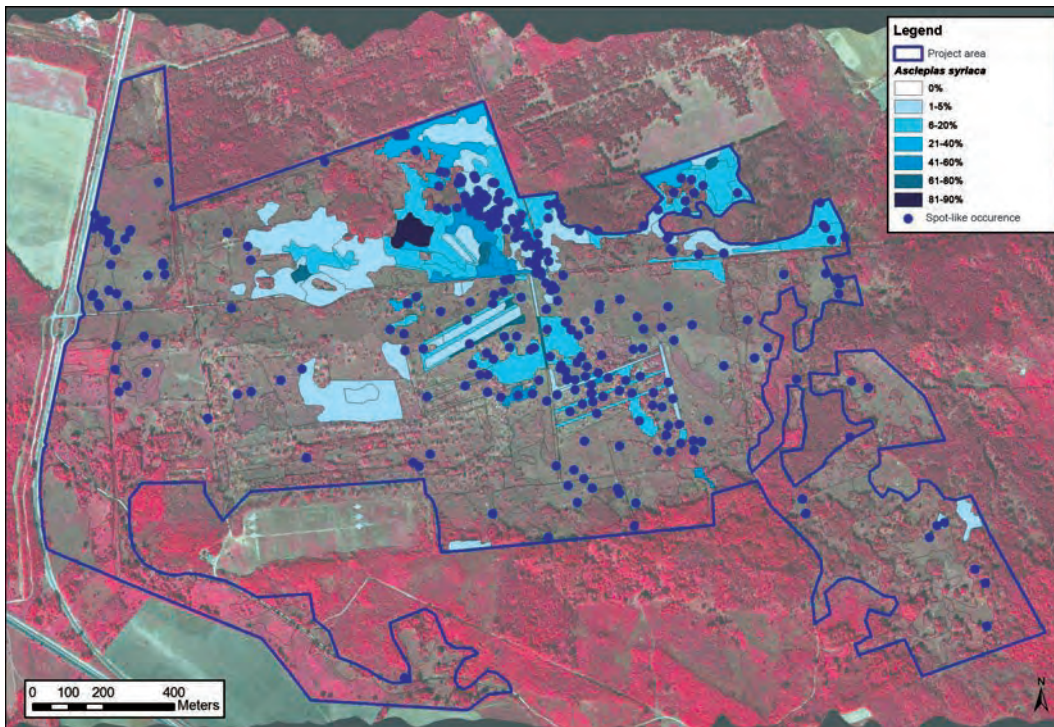 Legend
Project area
Asclepias syriaca
0%
1-5%
6-20%
21-40%
41-60%
61-80%
81-90%
Spot-like occurence
0 100 200 400
Meters
N